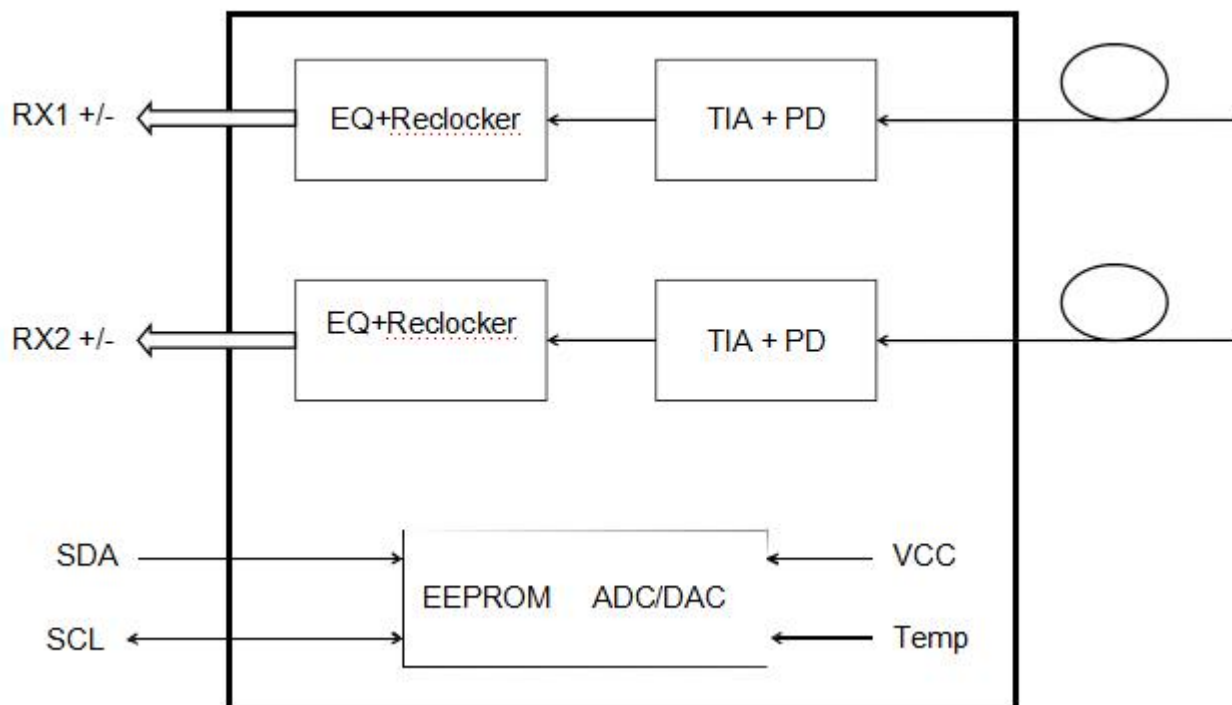 RX1 +/-
EQ+Reclocker
TIA + PD
RX2 +/-
EQ+Reclocker
TIA + PD
SDA
VCC
EEPROM ADC/DAC
SCL
Temp